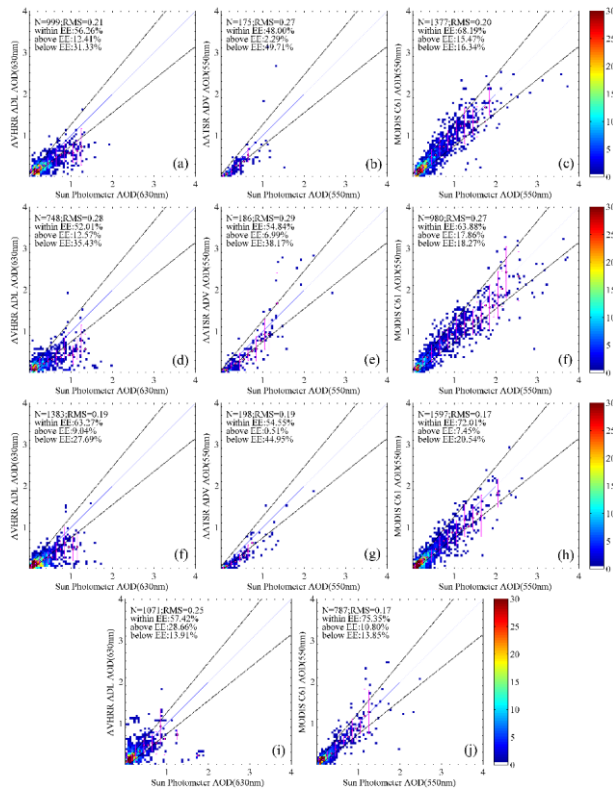 N=999;RMS=0.21
within EE:56.26%
above EE:12.41%
below EE:31.33%
AVHRR ADL AOD(630nm)
Sun Photometer AOD(630nm)
(a)
N=175;RMS=0.27
within EE:48.00%
above EE:2.29%
below EE:49.71%
AATSR ADV AOD(550nm)
Sun Photometer AOD(550nm)
(b)
N=1377;RMS=0.20
within EE:68.19%
above EE:15.47%
below EE:16.34%
MODIS C61 AOD(550nm)
Sun Photometer AOD(550nm)
(c)
N=748;RMS=0.28
within EE:52.01%
above EE:12.57%
below EE:35.43%
AVHRR ADL AOD(630nm)
Sun Photometer AOD(630nm)
(d)
N=186;RMS=0.29
within EE:54.84%
above EE:6.99%
below EE:38.17%
AATSR ADV AOD(550nm)
Sun Photometer AOD(550nm)
(e)
N=980;RMS=0.27
within EE:63.88%
above EE:17.86%
below EE:18.27%
MODIS C61 AOD(550nm)
Sun Photometer AOD(550nm)
(f)
N=1383;RMS=0.19
within EE:63.27%
above EE:9.04%
below EE:27.69%
AVHRR ADL AOD(630nm)
Sun Photometer AOD(630nm)
(f)
N=198;RMS=0.19
within EE:54.55%
above EE:0.51%
below EE:44.95%
AATSR ADV AOD(550nm)
Sun Photometer AOD(550nm)
(g)
N=1597;RMS=0.17
within EE:72.01%
above EE:7.45%
below EE:20.54%
MODIS C61 AOD(550nm)
Sun Photometer AOD(550nm)
(h)
N=1071;RMS=0.25
within EE:57.42%
above EE:28.66%
below EE:13.91%
AVHRR ADL AOD(630nm)
Sun Photometer AOD(630nm)
(i)
N=787;RMS=0.17
within EE:75.35%
above EE:10.80%
below EE:13.85%
MODIS C61 AOD(550nm)
Sun Photometer AOD(550nm)
(j)